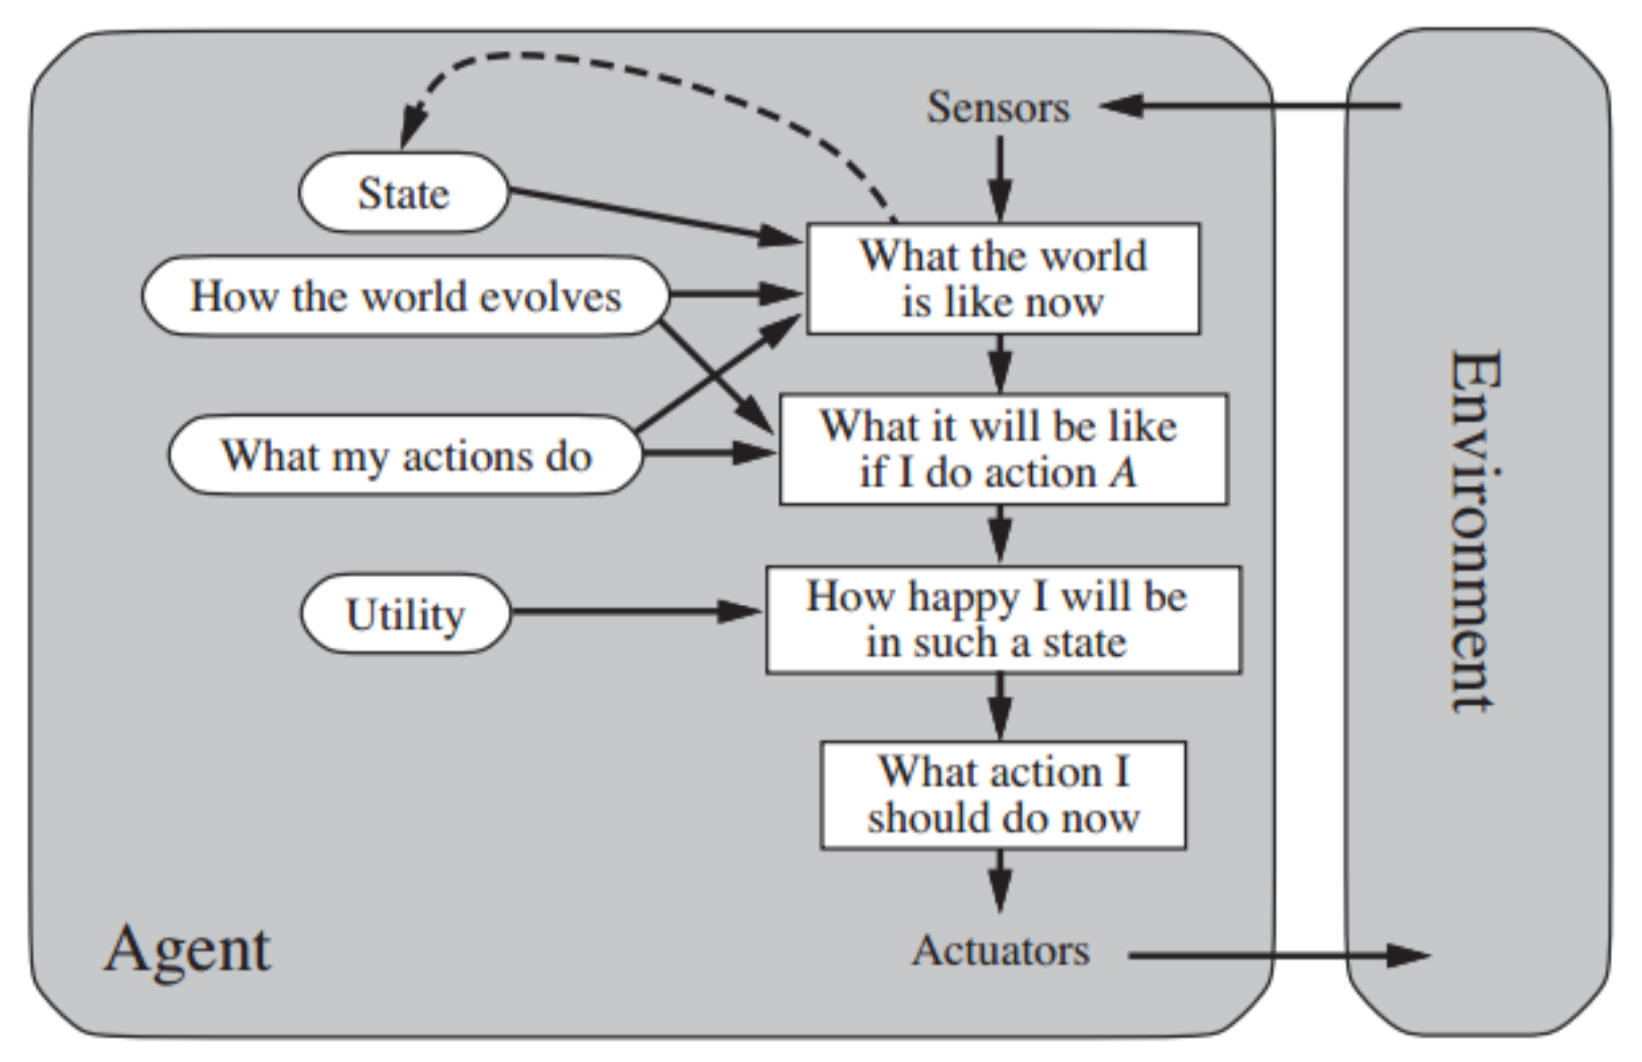 Sensors
State
What the world
is like now
How the world evolves
What it will be like
if I do action A
What my actions do
How happy I will be
in such a state
Utility
What action I
should do now
Actuators
Agent
Environment